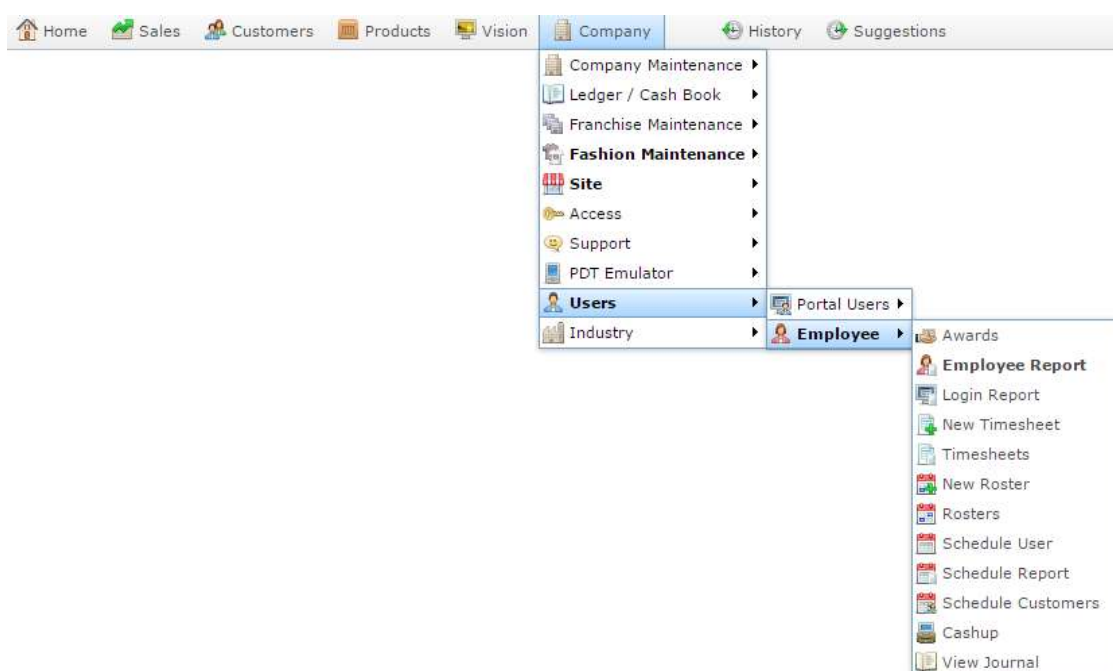 Home Sales Customers Products Vision Company History Suggestions
Company Maintenance
Ledger / Cash Book
Franchise Maintenance
Fashion Maintenance
Site
Access
Support
PDT Emulator
Users
Industry
Portal Users
Employee
Awards
Employee Report
Login Report
New Timesheet
Timesheets
New Roster
Rosters
Schedule User
Schedule Report
Schedule Customers
Cashup
View Journal